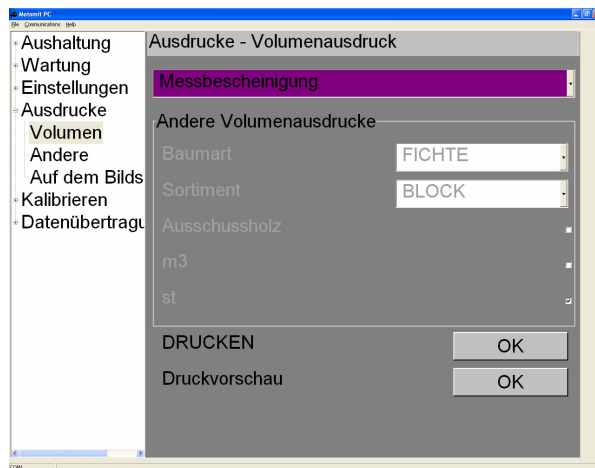 Motomit PC
File Communications Help
Aushaltung
Wartung
Einstellungen
Ausdrucke
Volumen
Andere
Auf dem Bilds
Kalibrieren
Datenübertragu
Ausdrucke - Volumenausdruck
Messbescheinigung
Andere Volumenausdrucke
Baumart
FICHTE
Sortiment
BLOCK
Ausschussholz
m3
st
DRUCKEN
OK
Druckvorschau
OK
COM1